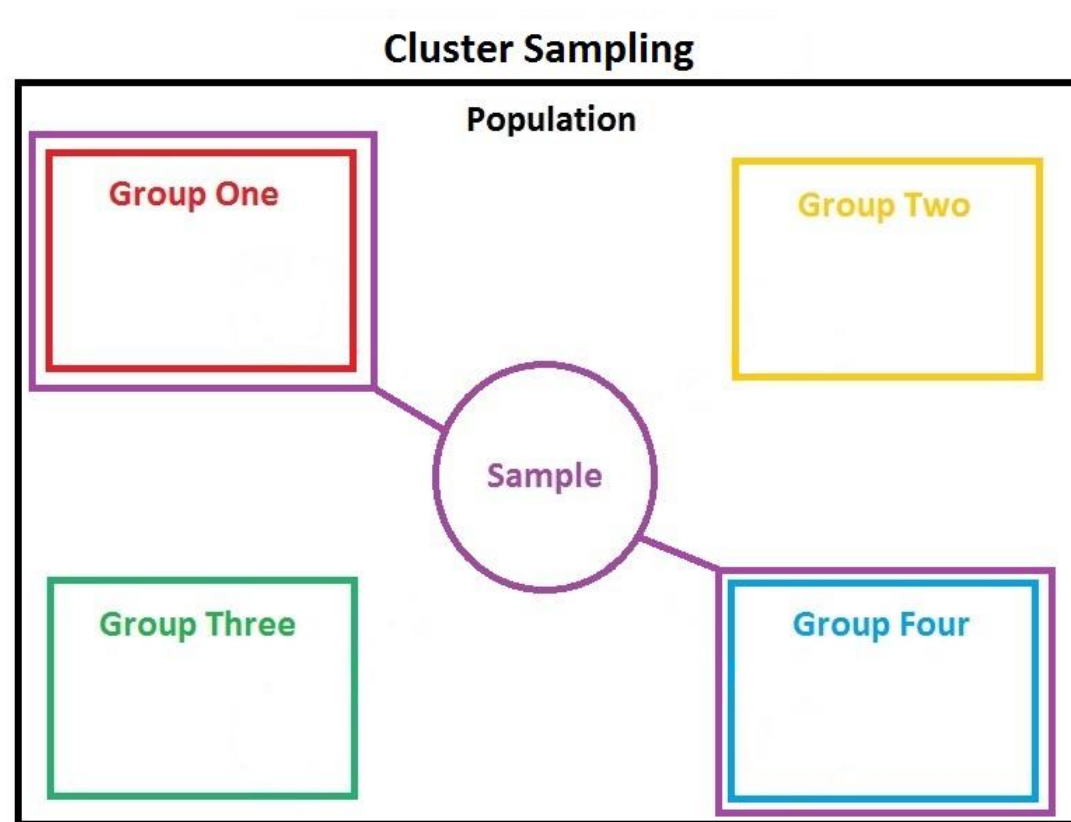 Cluster Sampling
Population
Group One
Group Two
Sample
Group Three
Group Four